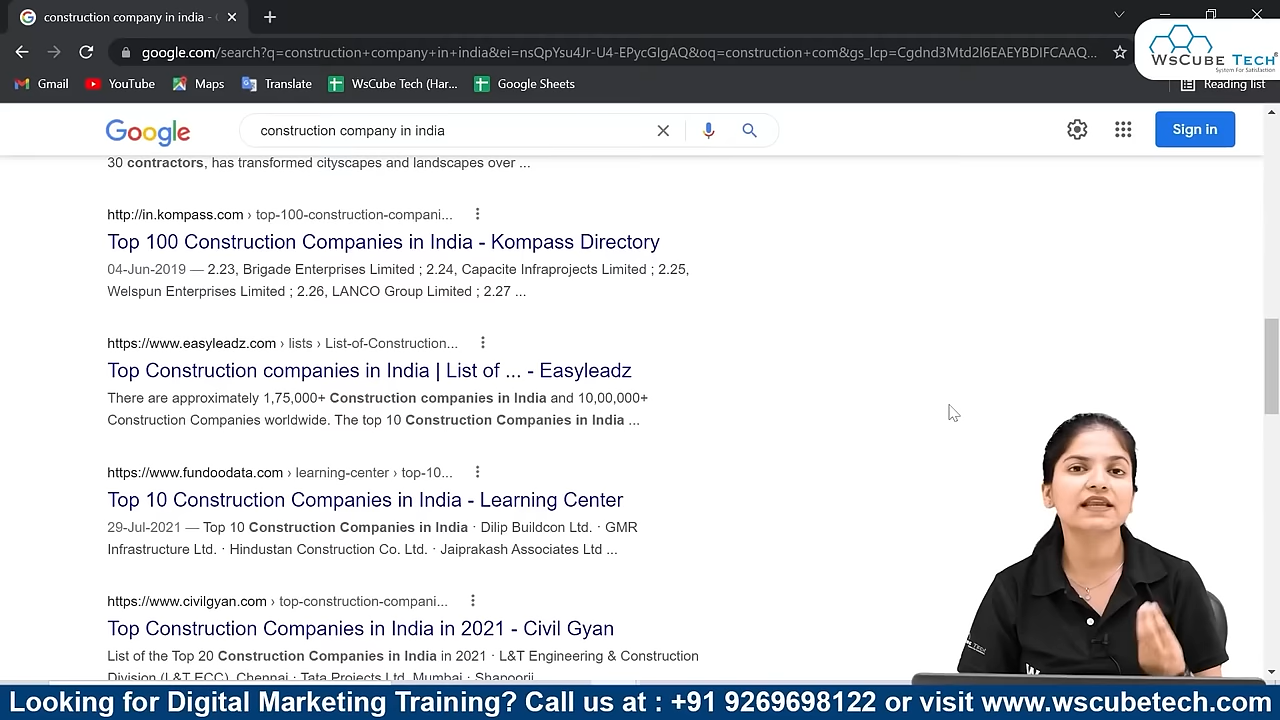 construction company in india -
google.com/search?q=construction+company+in+india&ei=nsOpYsu4Jr-U4-EPycGlgAQ&oq=construction+com&gs_lcp=Cgdnd3Mtd2l6EAEYBDIFCAAQ...
WsCube Tech®
System For Satisfaction
Gmail
YouTube
Maps
Translate
WsCube Tech (Har...
Reading list
Google
construction company in india
Sign in
30 contractors, has transformed cityscapes and landscapes over ...
http://in.kompass.com › top-100-construction-compani...
Top 100 Construction Companies in India - Kompass Directory
04-Jun-2019 — 2.23, Brigade Enterprises Limited ; 2.24, Capacite Infraprojects Limited ; 2.25,
Welspun Enterprises Limited ; 2.26, LANCO Group Limited ; 2.27 ...
https://www.easyleadz.com › lists › List-of-Construction...
Top Construction companies in India | List of ... - Easyleadz
There are approximately 1,75,000+ Construction companies in India and 10,00,000+
Construction Companies worldwide. The top 10 Construction Companies in India ...
https://www.fundoodata.com › learning-center › top-10...
Top 10 Construction Companies in India - Learning Center
29-Jul-2021 — Top 10 Construction Companies in India · Dilip Buildcon Ltd. · GMR
Infrastructure Ltd. · Hindustan Construction Co. Ltd. · Jaiprakash Associates Ltd ...
https://www.civilgyan.com › top-construction-compani...
Top Construction Companies in India in 2021 - Civil Gyan
List of the Top 20 Construction Companies in India in 2021 · L&T Engineering & Construction
Looking for Digital Marketing Training? Call us at : +91 9269698122 or visit www.wscubetech.com